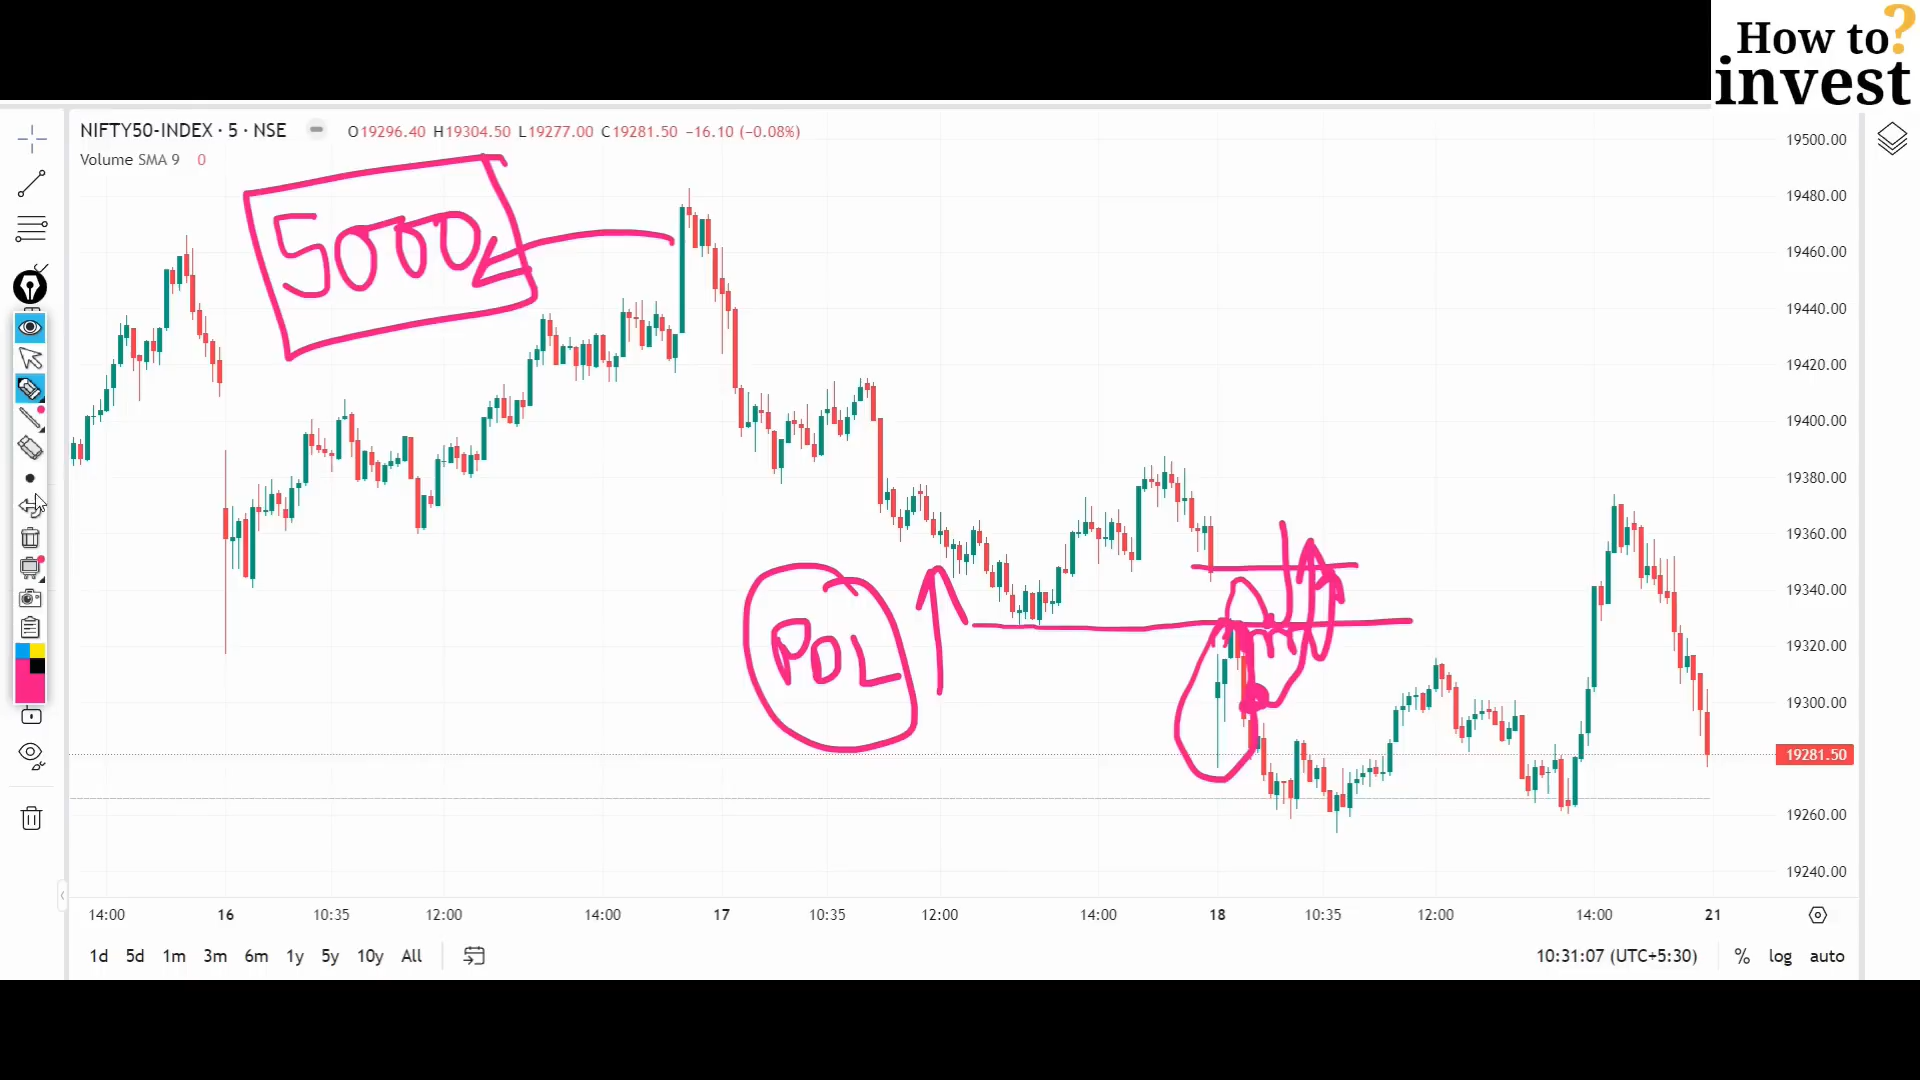 How to?
invest
NIFTY50-INDEX · 5 · NSE O19296.40 H19304.50 L19277.00 C19281.50 −16.10 (−0.08%)
Volume SMA 9 0
5000
PDL
19500.00
19480.00
19460.00
19440.00
19420.00
19400.00
19380.00
19360.00
19340.00
19320.00
19300.00
19281.50
19260.00
19240.00
14:00 16 10:35 12:00 14:00 17 10:35 12:00 14:00 18 10:35 12:00 14:00 21
1d 5d 1m 3m 6m 1y 5y 10y All 10:31:07 (UTC+5:30) % log auto